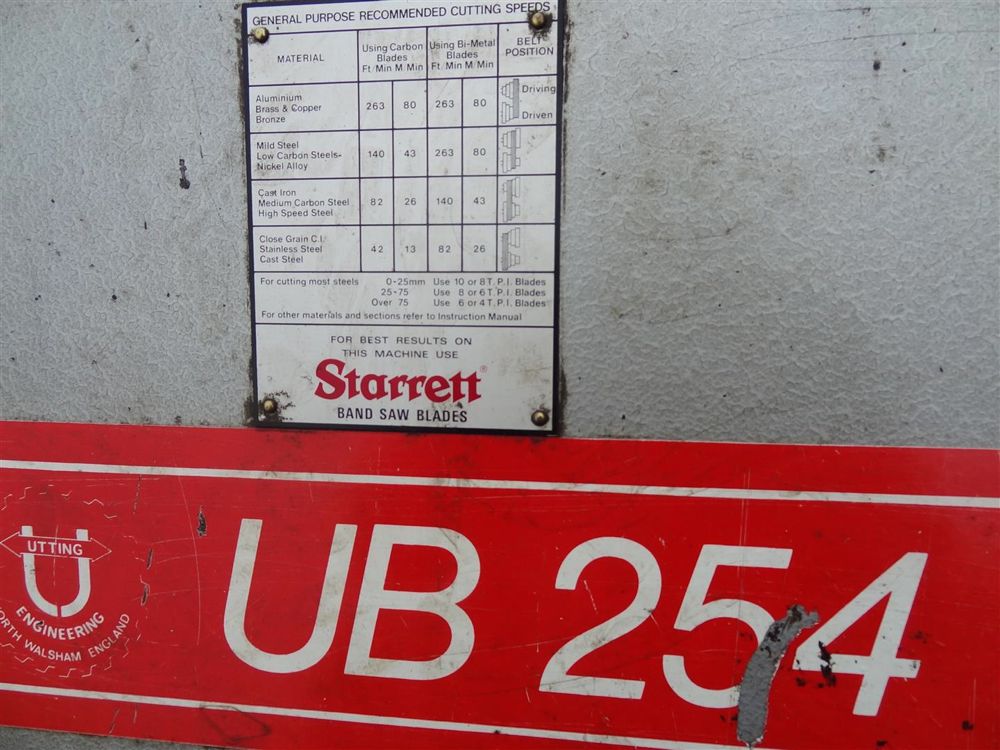 GENERAL PURPOSE RECOMMENDED CUTTING SPEEDS
MATERIAL
Using Carbon Blades Ft/Min M/Min
Using Bi-Metal Blades Ft/Min M/Min
BELT POSITION
Aluminium
Brass & Copper
Bronze
263 80 263 80
Driving
Driven
Mild Steel
Low Carbon Steels-
Nickel Alloy
140 43 263 80
Cast Iron
Medium Carbon Steel
High Speed Steel
82 26 140 43
Close Grain C.I.
Stainless Steel
Cast Steel
42 13 82 26
For cutting most steels 0-25mm Use 10 or 8 T.P.I. Blades
25-75 Use 8 or 6 T.P.I. Blades
Over 75 Use 6 or 4 T.P.I. Blades
For other materials and sections refer to Instruction Manual
FOR BEST RESULTS ON
THIS MACHINE USE
Starrett®
BAND SAW BLADES
UTTING
ENGINEERING
NORTH WALSHAM ENGLAND
UB 254